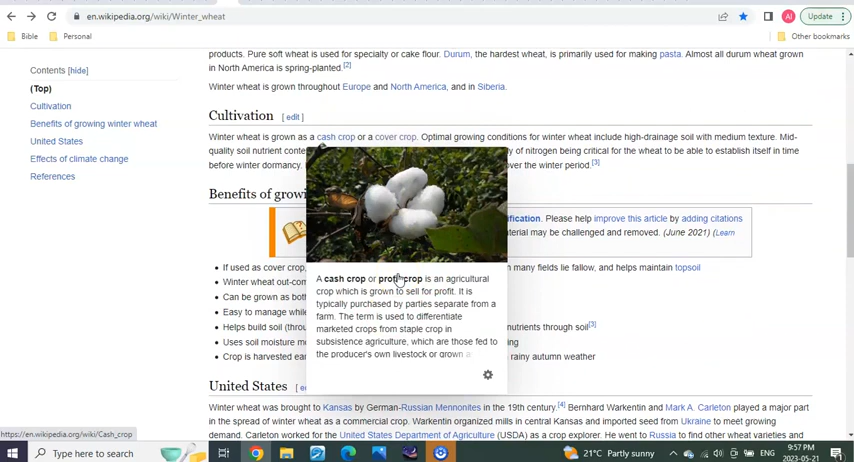 en.wikipedia.org/wiki/Winter_wheat
AI
Update
Bible
Personal
Other bookmarks
Contents [hide]
(Top)
Cultivation
Benefits of growing winter wheat
United States
Effects of climate change
References
products. Pure soft wheat is used for specialty or cake flour. Durum, the hardest wheat, is primarily used for making pasta. Almost all durum wheat grown
in North America is spring-planted.[2]
Winter wheat is grown throughout Europe and North America, and in Siberia.
Cultivation [ edit ]
Winter wheat is grown as a cash crop or a cover crop. Optimal growing conditions for winter wheat include high-drainage soil with medium texture. Mid-
quality soil nutrient conte y of nitrogen being critical for the wheat to be able to establish itself in time
before winter dormancy. over the winter period.[3]
Benefits of growi
ification. Please help improve this article by adding citations
aterial may be challenged and removed. (June 2021) (Learn
If used as cover crop, n many fields lie fallow, and helps maintain topsoil
Winter wheat out-com
Can be grown as both
Easy to manage while
Helps build soil (throu nutrients through soil[3]
Uses soil moisture mo ing
Crop is harvested ear rainy autumn weather
A cash crop or profit crop is an agricultural
crop which is grown to sell for profit. It is
typically purchased by parties separate from a
farm. The term is used to differentiate
marketed crops from staple crop in
subsistence agriculture, which are those fed to
the producer's own livestock or grown a
United States [ e
Winter wheat was brought to Kansas by German-Russian Mennonites in the 19th century.[4] Bernhard Warkentin and Mark A. Carleton played a major part
in the spread of winter wheat as a commercial crop. Warkentin organized mills in central Kansas and imported seed from Ukraine to meet growing
demand. Carleton worked for the United States Department of Agriculture (USDA) as a crop explorer. He went to Russia to find other wheat varieties and
https://en.wikipedia.org/wiki/Cash_crop
Type here to search
21°C Partly sunny
9:57 PM
2023-05-21